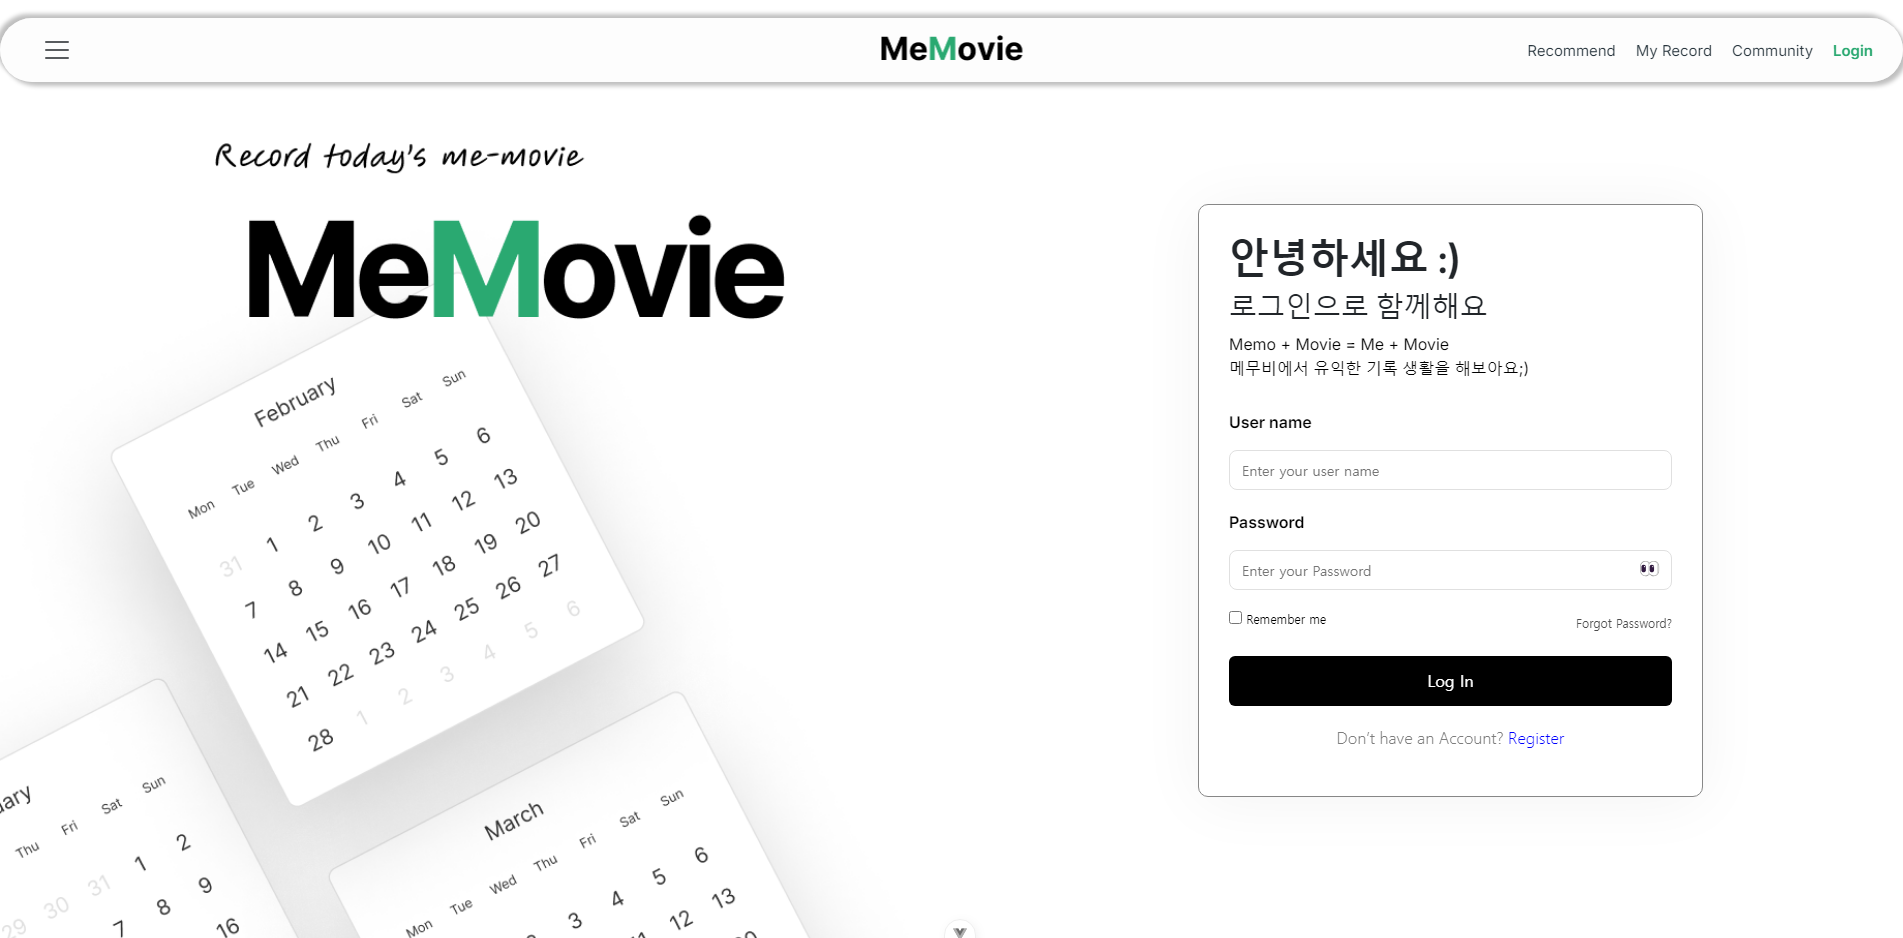 MeMovie
Recommend My Record Community Login
Record today's me-movie
MeMovie
안녕하세요 :)
로그인으로 함께해요
Memo + Movie = Me + Movie
메무비에서 유익한 기록 생활을 해보아요;)
User name
Enter your user name
Password
Enter your Password
Remember me
Forgot Password?
Log In
Don't have an Account? Register
February
Mon Tue Wed Thu Fri Sat Sun
31 1 2 3 4 5 6
7 8 9 10 11 12 13
14 15 16 17 18 19 20
21 22 23 24 25 26 27
28 1 2 3 4 5 6
Thu Fri Sat Sun
29 30 31 1 2
7 8 9
16
March
Mon Tue Wed Thu Fri Sat Sun
3 4 5 6
12 13